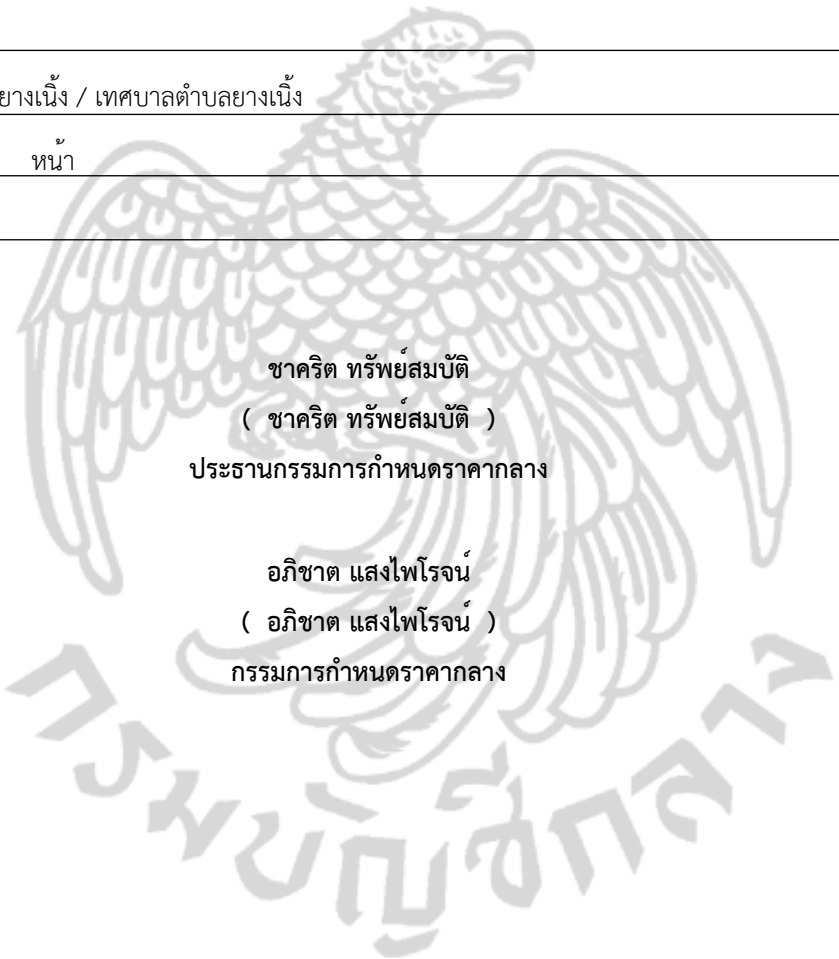 ยางเนิ้ง / เทศบาลตำบลยางเนิ้ง
หน้า
ชาคริต ทรัพย์สมบัติ
( ชาคริต ทรัพย์สมบัติ )
ประธานกรรมการกำหนดราคากลาง
อภิชาต แสงไพโรจน์
( อภิชาต แสงไพโรจน์ )
กรรมการกำหนดราคากลาง
กรมบัญชีกลาง